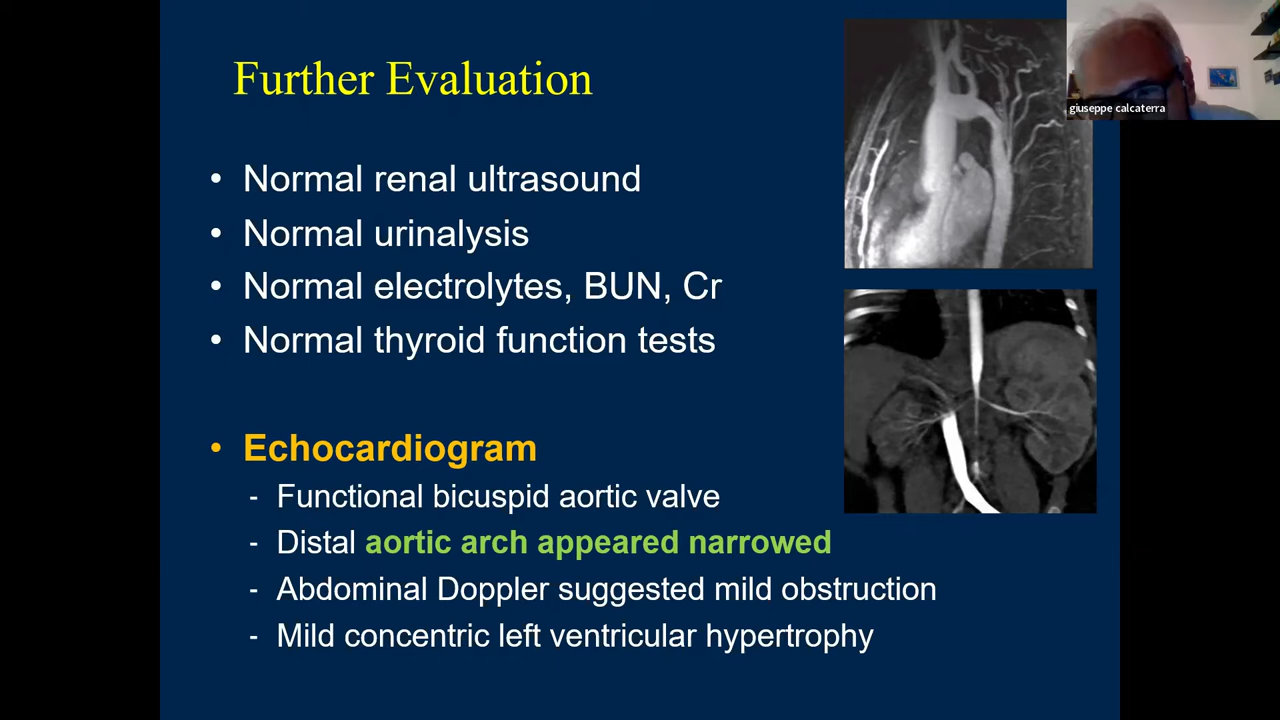 Further Evaluation
giuseppe calcaterra
• Normal renal ultrasound
• Normal urinalysis
• Normal electrolytes, BUN, Cr
• Normal thyroid function tests
• Echocardiogram
- Functional bicuspid aortic valve
- Distal aortic arch appeared narrowed
- Abdominal Doppler suggested mild obstruction
- Mild concentric left ventricular hypertrophy